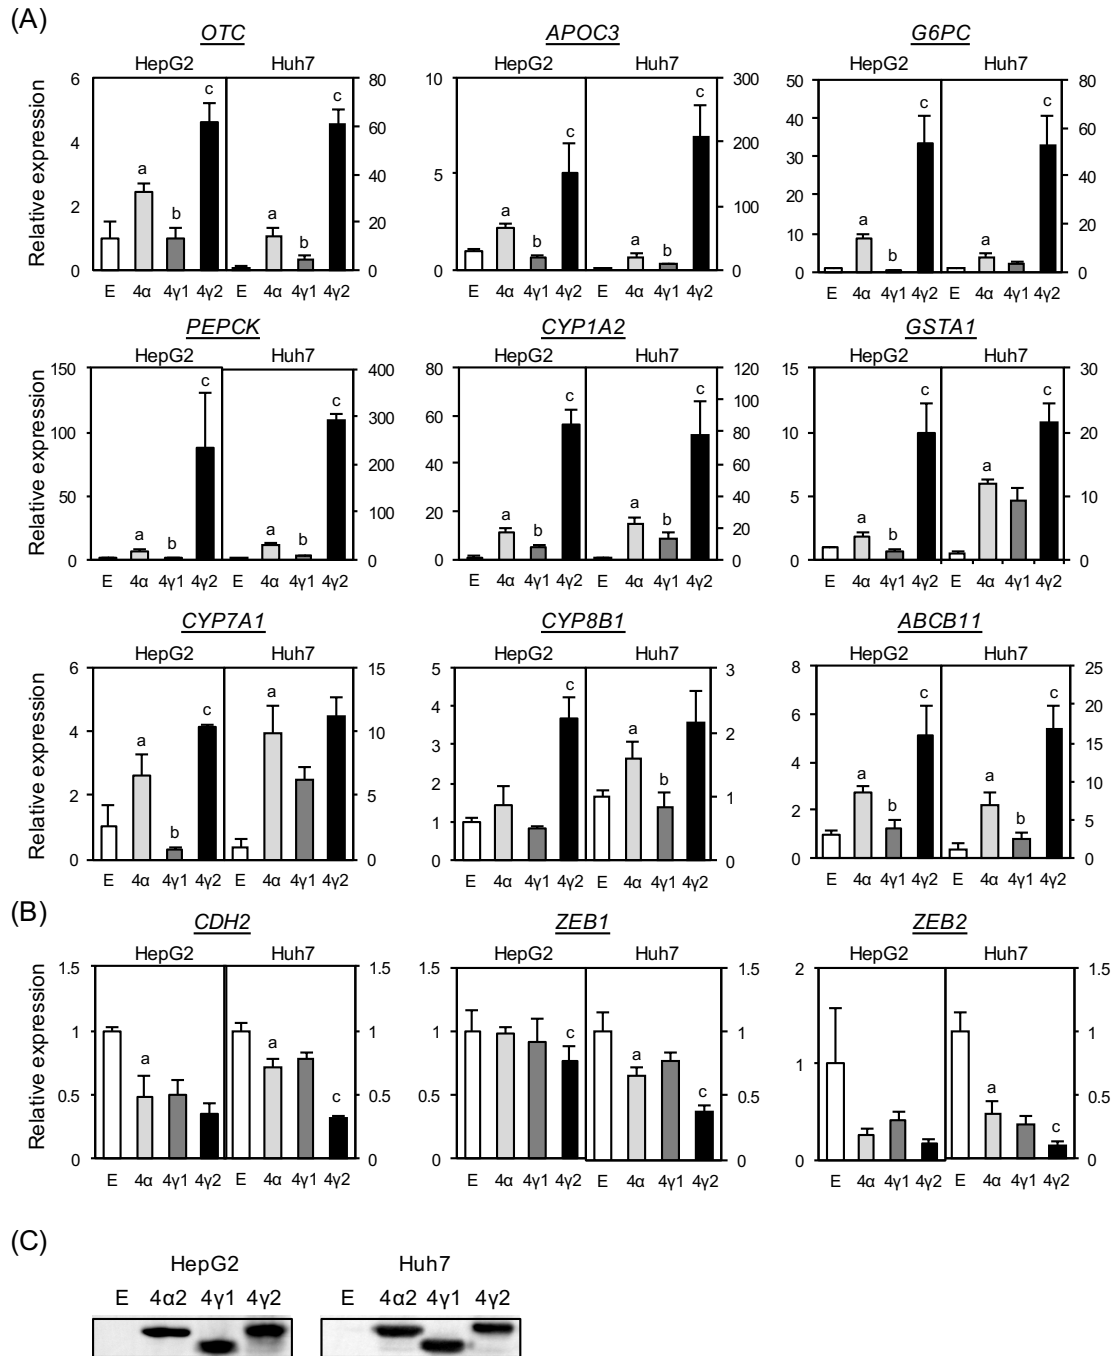 (A)
OTC APOC3 G6PC
HepG2 Huh7 HepG2 Huh7 HepG2 Huh7
Relative expression
6 4 2 0 80 60 40 20 0 10 5 0 300 200 100 0 50 40 30 20 10 0 80 60 40 20 0
a b c a b c a b c a b c a b c a c
E 4α 4γ1 4γ2 E 4α 4γ1 4γ2 E 4α 4γ1 4γ2 E 4α 4γ1 4γ2 E 4α 4γ1 4γ2 E 4α 4γ1 4γ2
PEPCK CYP1A2 GSTA1
HepG2 Huh7 HepG2 Huh7 HepG2 Huh7
Relative expression
150 100 50 0 400 300 200 100 0 80 60 40 20 0 120 100 80 60 40 20 0 15 10 5 0 30 20 10 0
a b c a b c a b c a b c a b c a c
E 4α 4γ1 4γ2 E 4α 4γ1 4γ2 E 4α 4γ1 4γ2 E 4α 4γ1 4γ2 E 4α 4γ1 4γ2 E 4α 4γ1 4γ2
CYP7A1 CYP8B1 ABCB11
HepG2 Huh7 HepG2 Huh7 HepG2 Huh7
Relative expression
6 4 2 0 15 10 5 0 5 4 3 2 1 0 3 2 1 0 8 6 4 2 0 25 20 15 10 5 0
a b c a c a b a b c a b c
E 4α 4γ1 4γ2 E 4α 4γ1 4γ2 E 4α 4γ1 4γ2 E 4α 4γ1 4γ2 E 4α 4γ1 4γ2 E 4α 4γ1 4γ2
(B)
CDH2 ZEB1 ZEB2
HepG2 Huh7 HepG2 Huh7 HepG2 Huh7
Relative expression
1.5 1 0.5 0 1.5 1 0.5 0 1.5 1 0.5 0 1.5 1 0.5 0 2 1 0 1.5 1 0.5 0
a a c c a c a c
E 4α 4γ1 4γ2 E 4α 4γ1 4γ2 E 4α 4γ1 4γ2 E 4α 4γ1 4γ2 E 4α 4γ1 4γ2 E 4α 4γ1 4γ2
(C)
HepG2 Huh7
E 4α2 4γ1 4γ2 E 4α2 4γ1 4γ2